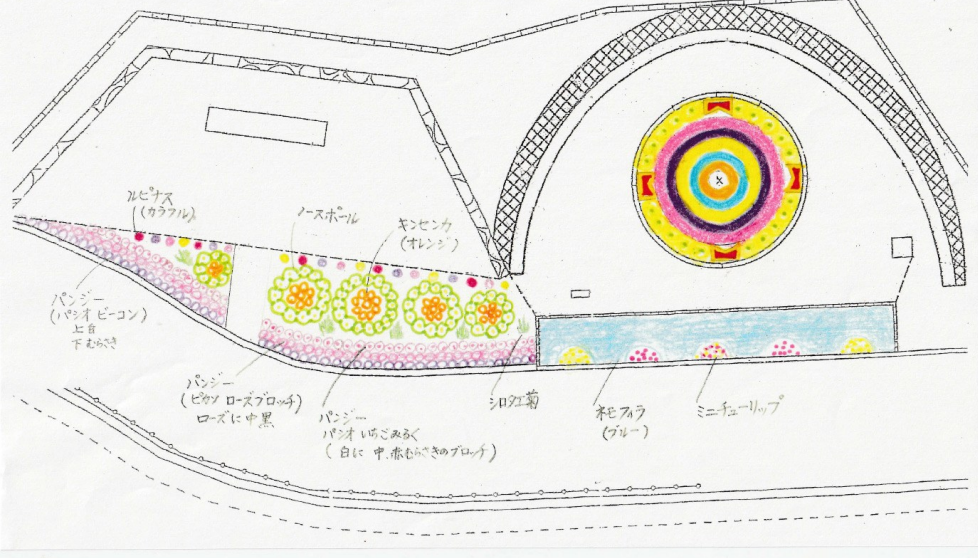 ルピナス
(カラフル)
ノースポール
キンセンカ
(オレンジ)
パンジー
(パシオ ビーコン)
上白
下むらさき
パンジー
(ピカソ ローズブロッチ)
ローズに中黒
パンジー
パシオ いちごみるく
(白に中、赤むらさきのブロッチ)
シロタエ菊
ネモフィラ
(ブルー)
ミニチューリップ